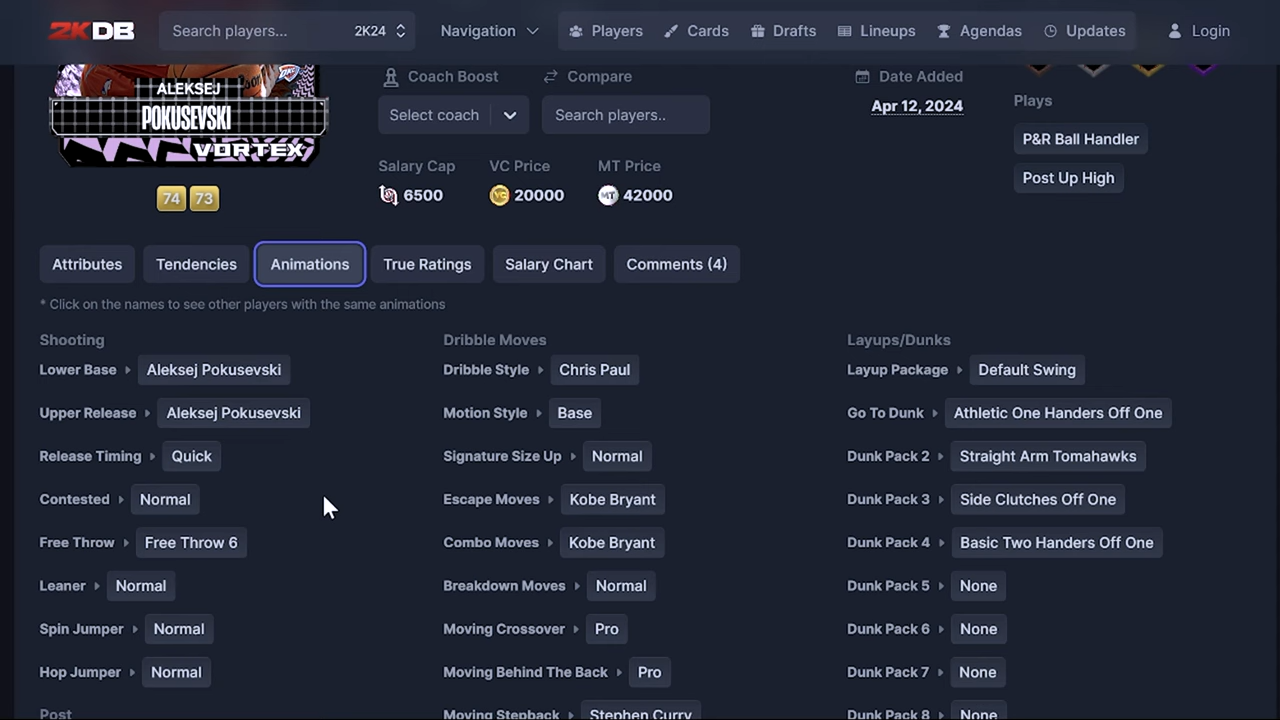 2KDB
Search players...
2K24
Navigation
Players
Cards
Drafts
Lineups
Agendas
Updates
Login
ALEKSEJ
POKUSEVSKI
VORTEX
74 73
Coach Boost
Select coach
Compare
Search players..
Date Added
Apr 12, 2024
Plays
P&R Ball Handler
Post Up High
Salary Cap
6500
VC Price
VC 20000
MT Price
MT 42000
Attributes
Tendencies
Animations
True Ratings
Salary Chart
Comments (4)
* Click on the names to see other players with the same animations
Shooting
Lower Base Aleksej Pokusevski
Upper Release Aleksej Pokusevski
Release Timing Quick
Contested Normal
Free Throw Free Throw 6
Leaner Normal
Spin Jumper Normal
Hop Jumper Normal
Post
Dribble Moves
Dribble Style Chris Paul
Motion Style Base
Signature Size Up Normal
Escape Moves Kobe Bryant
Combo Moves Kobe Bryant
Breakdown Moves Normal
Moving Crossover Pro
Moving Behind The Back Pro
Moving Stepback Stephen Curry
Layups/Dunks
Layup Package Default Swing
Go To Dunk Athletic One Handers Off One
Dunk Pack 2 Straight Arm Tomahawks
Dunk Pack 3 Side Clutches Off One
Dunk Pack 4 Basic Two Handers Off One
Dunk Pack 5 None
Dunk Pack 6 None
Dunk Pack 7 None
Dunk Pack 8 None